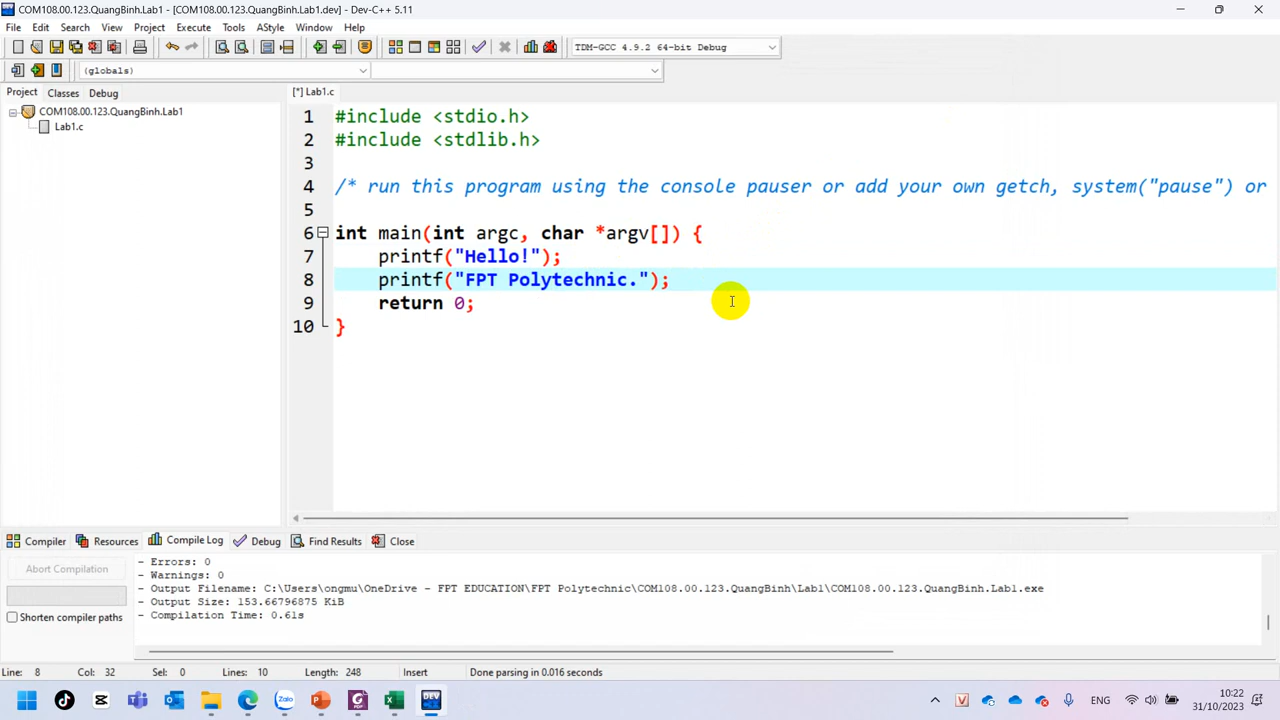 COM108.00.123.QuangBinh.Lab1 - [COM108.00.123.QuangBinh.Lab1.dev] - Dev-C++ 5.11
File Edit Search View Project Execute Tools AStyle Window Help
TDM-GCC 4.9.2 64-bit Debug
(globals)
Project Classes Debug
[*] Lab1.c
COM108.00.123.QuangBinh.Lab1
Lab1.c
1 #include <stdio.h>
2 #include <stdlib.h>
3
4 /* run this program using the console pauser or add your own getch, system("pause") or
5
6 int main(int argc, char *argv[]) {
7 printf("Hello!");
8 printf("FPT Polytechnic.");
9 return 0;
10 }
Compiler Resources Compile Log Debug Find Results Close
Abort Compilation
Shorten compiler paths
- Errors: 0
- Warnings: 0
- Output Filename: C:\Users\ongmu\OneDrive - FPT EDUCATION\FPT Polytechnic\COM108.00.123.QuangBinh\Lab1\COM108.00.123.QuangBinh.Lab1.exe
- Output Size: 153.66796875 KiB
- Compilation Time: 0.61s
Line: 8 Col: 32 Sel: 0 Lines: 10 Length: 248 Insert Done parsing in 0.016 seconds
Zalo
DEV
ENG
10:22
31/10/2023